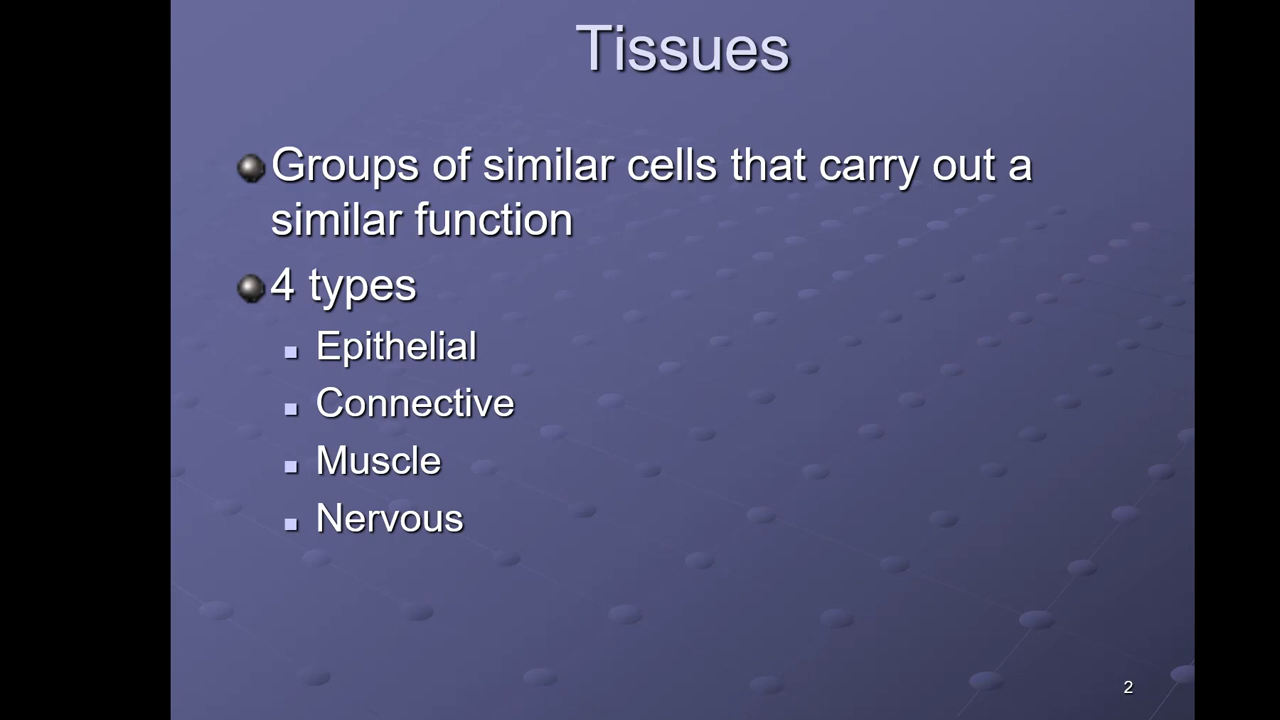 Tissues
Groups of similar cells that carry out a
similar function
4 types
Epithelial
Connective
Muscle
Nervous
2